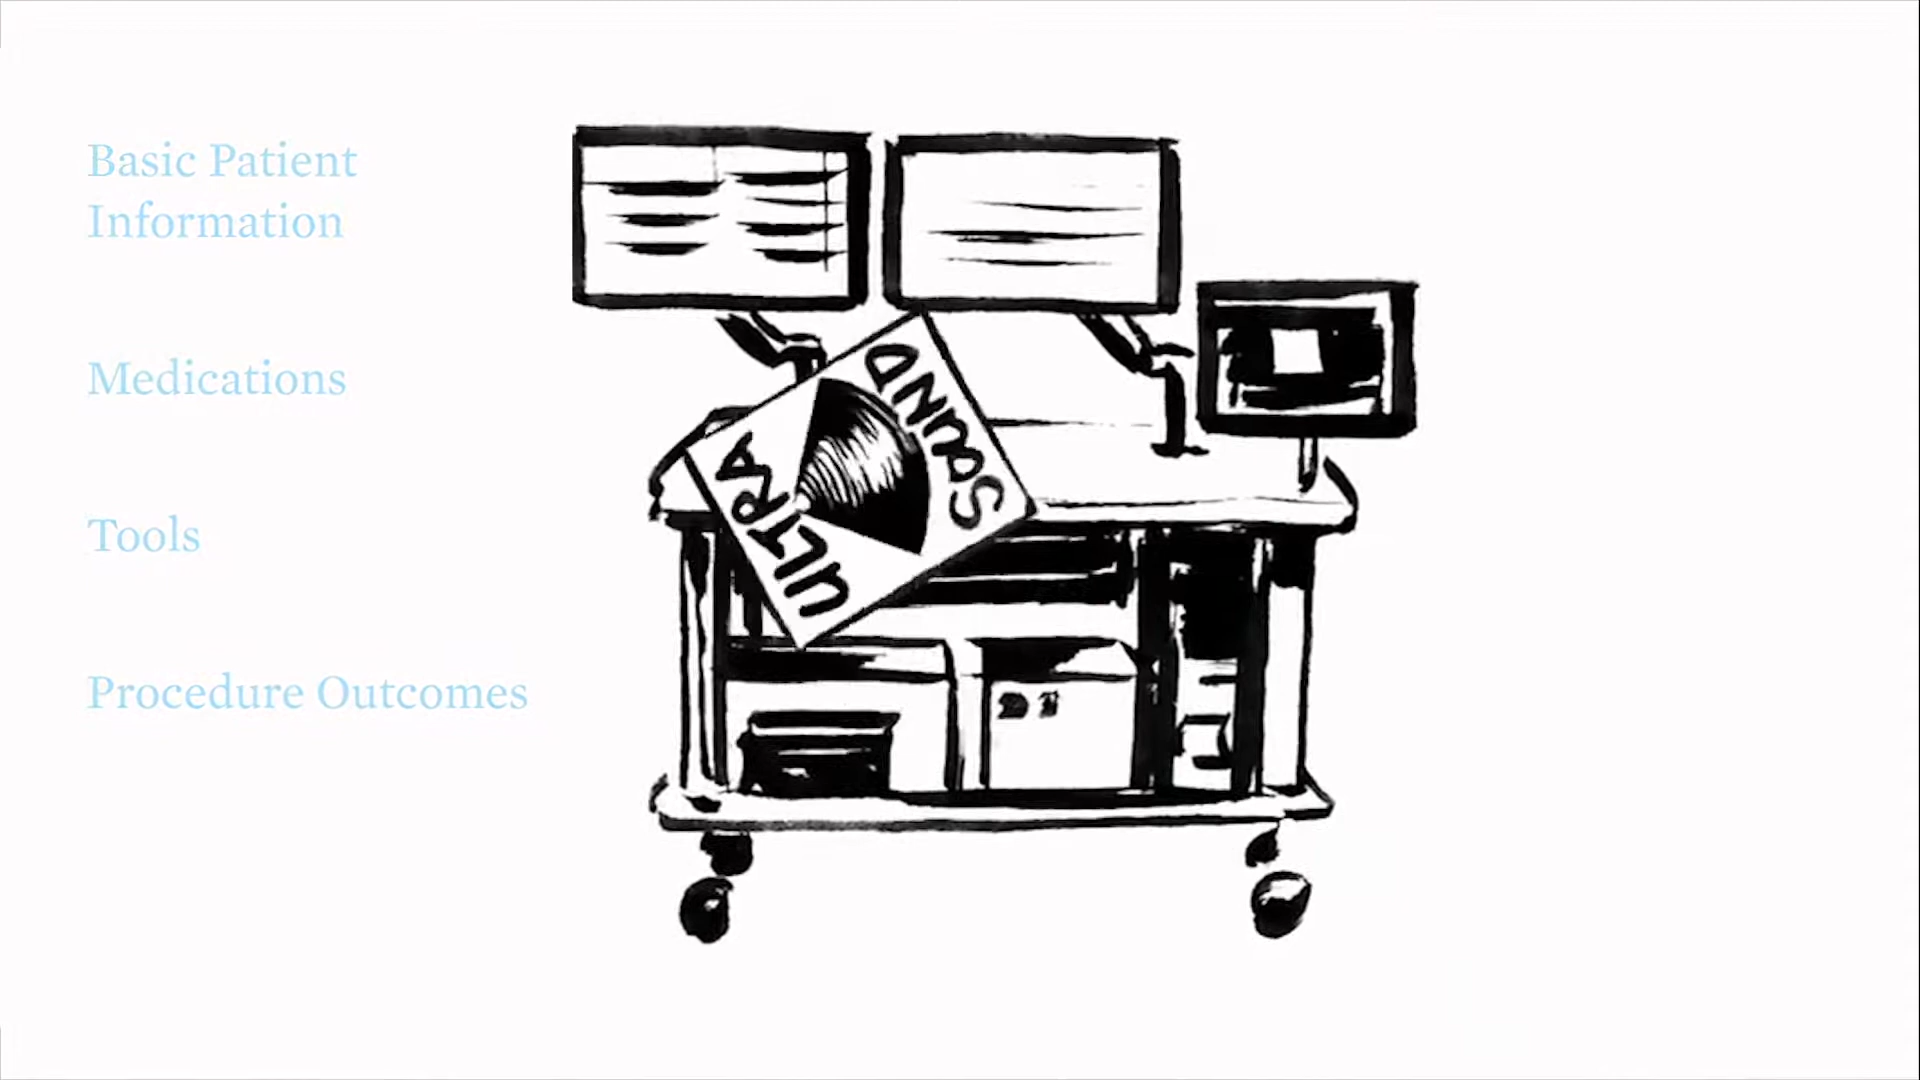 Basic Patient
Information
Medications
Tools
Procedure Outcomes
ULTRA
SOUND